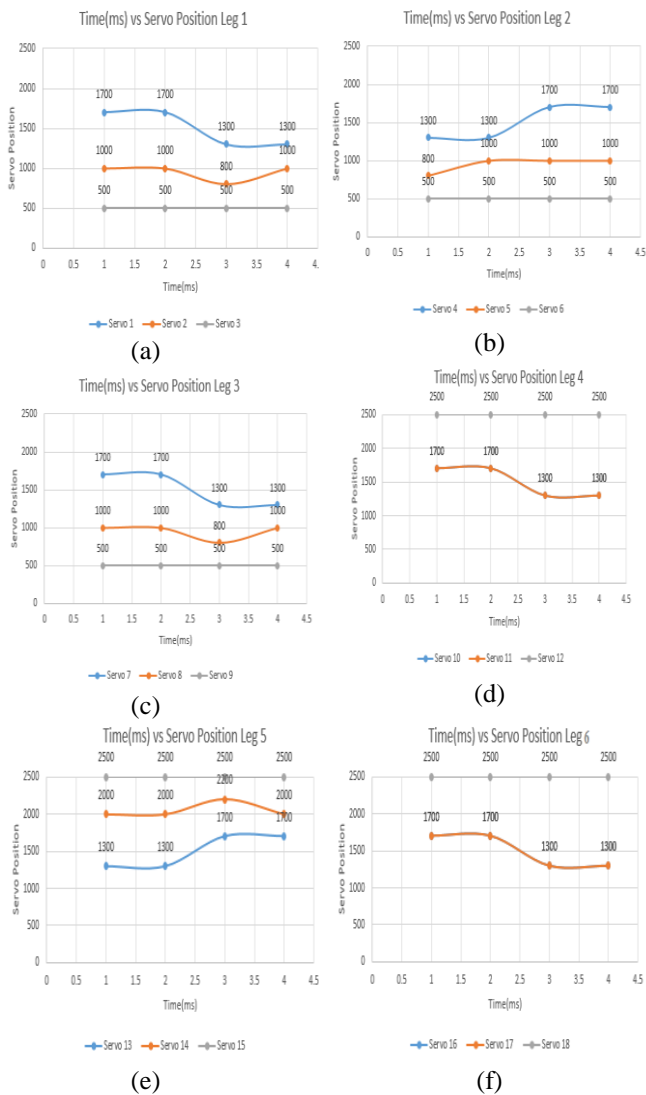 Time(ms) vs Servo Position Leg 1
Servo Position
2500
2000
1500
1000
500
0
1700 1700 1300 1300
1000 1000 800 1000
500 500 500 500
0 0.5 1 1.5 2 2.5 3 3.5 4 4.
Time(ms)
Servo 1 Servo 2 Servo 3
(a)
Time(ms) vs Servo Position Leg 2
Servo Position
2500
2000
1500
1000
500
0
1300 1300 1700 1700
800 1000 1000 1000
500 500 500 500
0 0.5 1 1.5 2 2.5 3 3.5 4 4.5
Time(ms)
Servo 4 Servo 5 Servo 6
(b)
Time(ms) vs Servo Position Leg 3
Servo Position
2500
2000
1500
1000
500
0
1700 1700 1300 1300
1000 1000 800 1000
500 500 500 500
0 0.5 1 1.5 2 2.5 3 3.5 4 4.5
Time(ms)
Servo 7 Servo 8 Servo 9
(c)
Time(ms) vs Servo Position Leg 4
Servo Position
2500 2500 2500 2500
2500
2000
1500
1000
500
0
1700 1700 1300 1300
0 0.5 1 1.5 2 2.5 3 3.5 4 4.5
Time(ms)
Servo 10 Servo 11 Servo 12
(d)
Time(ms) vs Servo Position Leg 5
Servo Position
2500 2500 2500 2500
2500
2000
1500
1000
500
0
2000 2000 2200 2000
1300 1300 1700 1700
0 0.5 1 1.5 2 2.5 3 3.5 4 4.5
Time(ms)
Servo 13 Servo 14 Servo 15
(e)
Time(ms) vs Servo Position Leg 6
Servo Position
2500 2500 2500 2500
2500
2000
1500
1000
500
0
1700 1700 1300 1300
0 0.5 1 1.5 2 2.5 3 3.5 4 4.5
Time(ms)
Servo 16 Servo 17 Servo 18
(f)